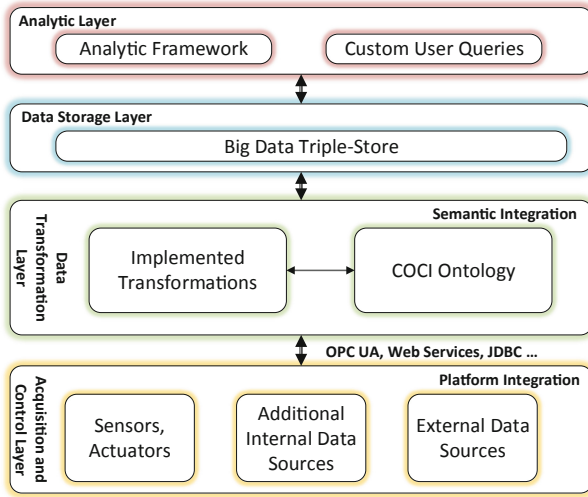 Analytic Layer
Analytic Framework
Custom User Queries
Data Storage Layer
Big Data Triple-Store
Data
Transformation
Layer
Semantic Integration
Implemented
Transformations
COCI Ontology
OPC UA, Web Services, JDBC ...
Acquisition and
Control Layer
Platform Integration
Sensors,
Actuators
Additional
Internal Data
Sources
External Data
Sources